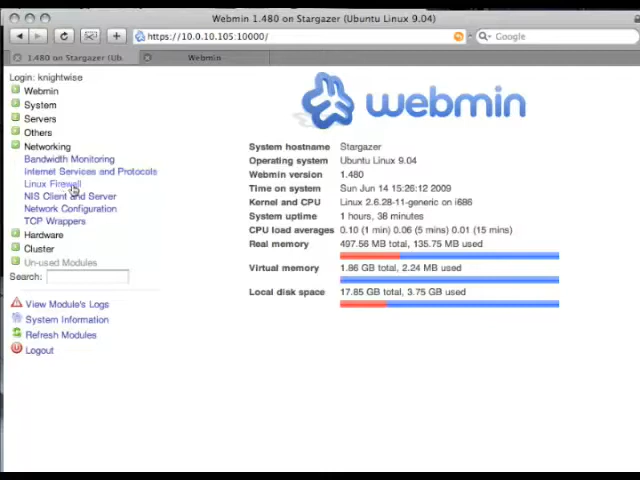 Webmin 1.480 on Stargazer (Ubuntu Linux 9.04)
https://10.0.10.105:10000/
Google
1.480 on Stargazer (Ub...
Webmin
Login: knightwise
Webmin
System
Servers
Others
Networking
Bandwidth Monitoring
Internet Services and Protocols
Linux Firewall
NIS Client and Server
Network Configuration
TCP Wrappers
Hardware
Cluster
Un-used Modules
Search:
View Module's Logs
System Information
Refresh Modules
Logout
webmin
System hostname Stargazer
Operating system Ubuntu Linux 9.04
Webmin version 1.480
Time on system Sun Jun 14 15:26:12 2009
Kernel and CPU Linux 2.6.28-11-generic on i686
System uptime 1 hours, 38 minutes
CPU load averages 0.10 (1 min) 0.06 (5 mins) 0.01 (15 mins)
Real memory 497.56 MB total, 135.75 MB used
Virtual memory 1.86 GB total, 2.24 MB used
Local disk space 17.85 GB total, 3.75 GB used